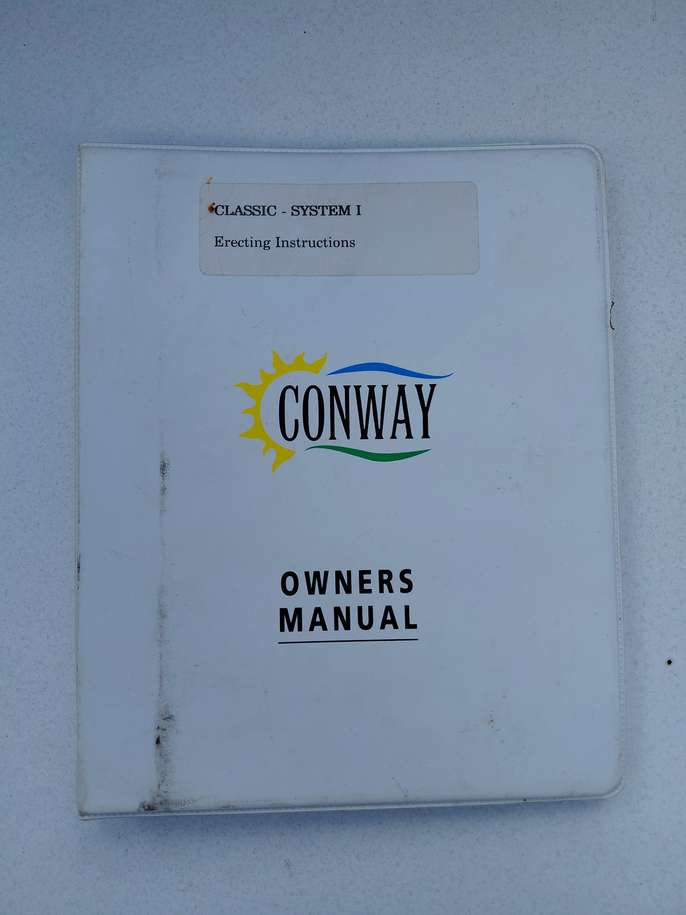 CLASSIC - SYSTEM I
Erecting Instructions
CONWAY
OWNERS
MANUAL